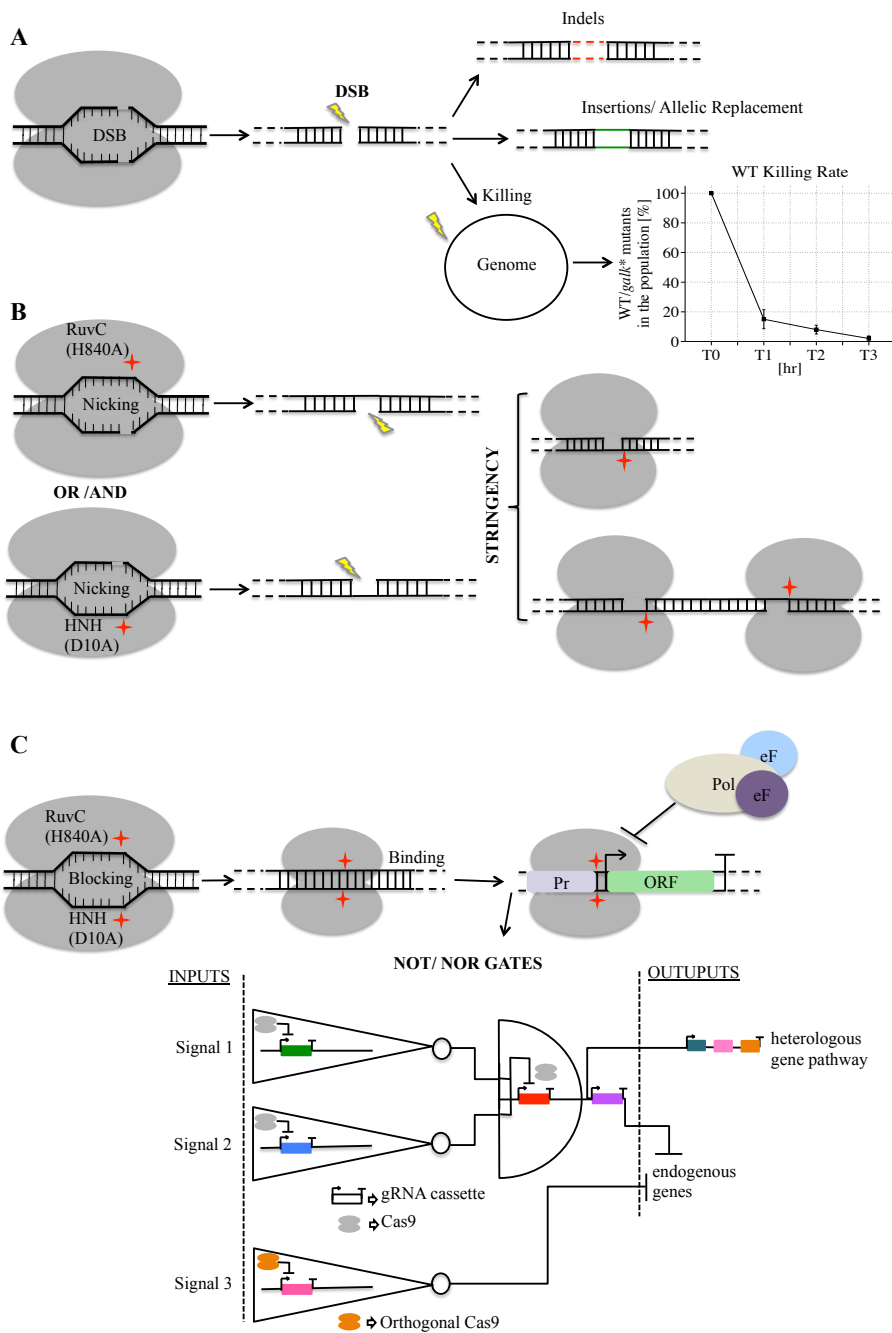 A
DSB
DSB
Indels
Insertions/ Allelic Replacement
Killing
Genome
WT Killing Rate
WT/galk* mutants
in the population [%]
100
80
60
40
20
0
T0
T1
T2
T3
[hr]
B
RuvC
(H840A)
Nicking
OR /AND
Nicking
HNH
(D10A)
STRINGENCY
C
RuvC
(H840A)
Blocking
HNH
(D10A)
Binding
Pr
ORF
Pol
eF
eF
NOT/ NOR GATES
INPUTS
OUTUPUTS
Signal 1
Signal 2
Signal 3
gRNA cassette
Cas9
Orthogonal Cas9
heterologous
gene pathway
endogenous
genes